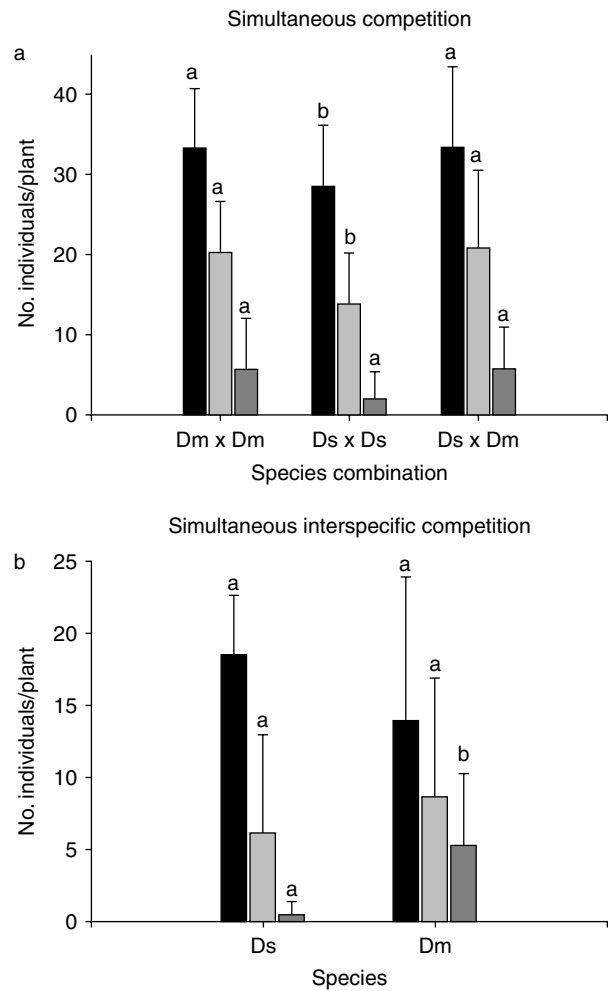 Simultaneous competition
a
No. individuals/plant
40
30
20
10
0
a
a
a
b
b
a
a
a
a
Dm x Dm
Ds x Ds
Ds x Dm
Species combination
Simultaneous interspecific competition
b
No. individuals/plant
25
20
15
10
5
0
a
a
a
a
a
b
Ds
Dm
Species